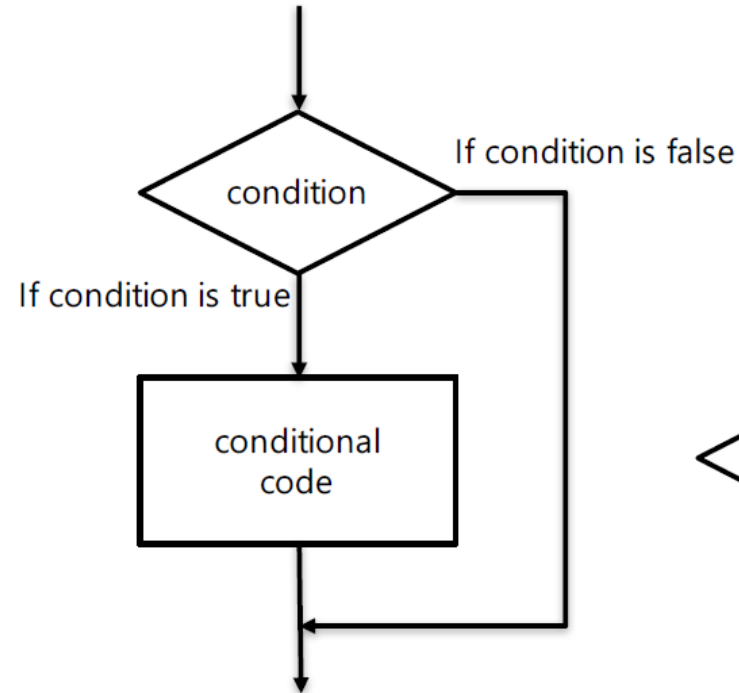 If condition is false
condition
If condition is true
conditional
code